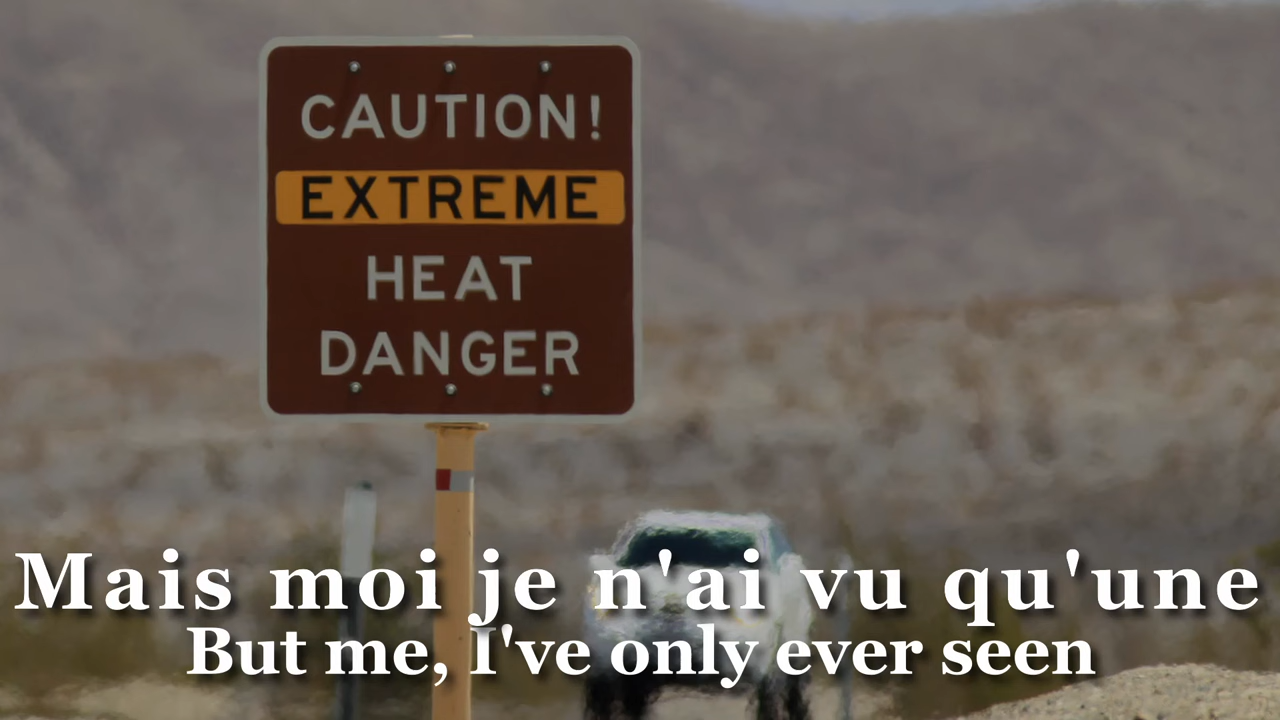 CAUTION!
EXTREME
HEAT
DANGER
Mais moi je n'ai vu qu'une
But me, I've only ever seen